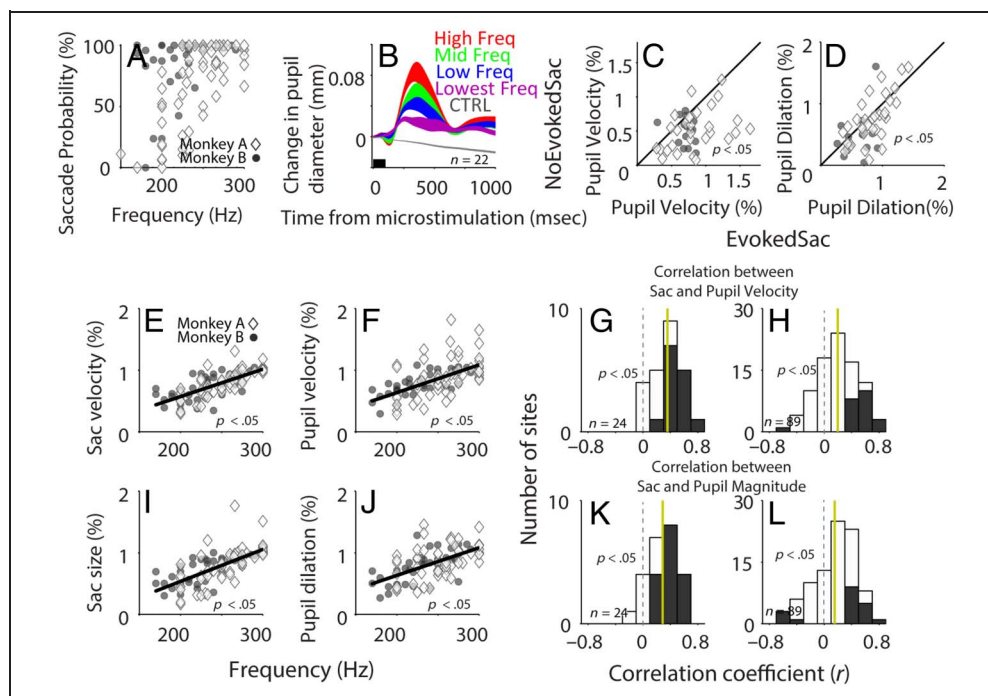 A
Saccade Probability (%)
100
50
0
Monkey A
Monkey B
200
300
Frequency (Hz)
B
Change in pupil
diameter (mm)
0.08
0
High Freq
Mid Freq
Low Freq
Lowest Freq
CTRL
n = 22
0
500
1000
Time from microstimulation (msec)
C
NoEvokedSac
Pupil Velocity (%)
1.5
1.0
0.5
0
p < .05
0.5
1.0
1.5
Pupil Velocity (%)
D
Pupil Dilation (%)
2
1
0
p < .05
1
2
Pupil Dilation(%)
EvokedSac
E
Sac velocity (%)
2
1
0
Monkey A
Monkey B
p < .05
200
300
F
Pupil velocity (%)
2
1
0
p < .05
200
300
Correlation between
Sac and Pupil Velocity
G
10
5
0
p < .05
n = 24
−0.8
0
0.8
H
30
15
0
p < .05
n = 89
−0.8
0
0.8
I
Sac size (%)
2
1
0
p < .05
200
300
J
Pupil dilation (%)
2
1
0
p < .05
200
300
Frequency (Hz)
Number of sites
Correlation between
Sac and Pupil Magnitude
K
10
5
0
p < .05
n = 24
−0.8
0
0.8
L
30
15
0
p < .05
n = 89
−0.8
0
0.8
Correlation coefficient (r)